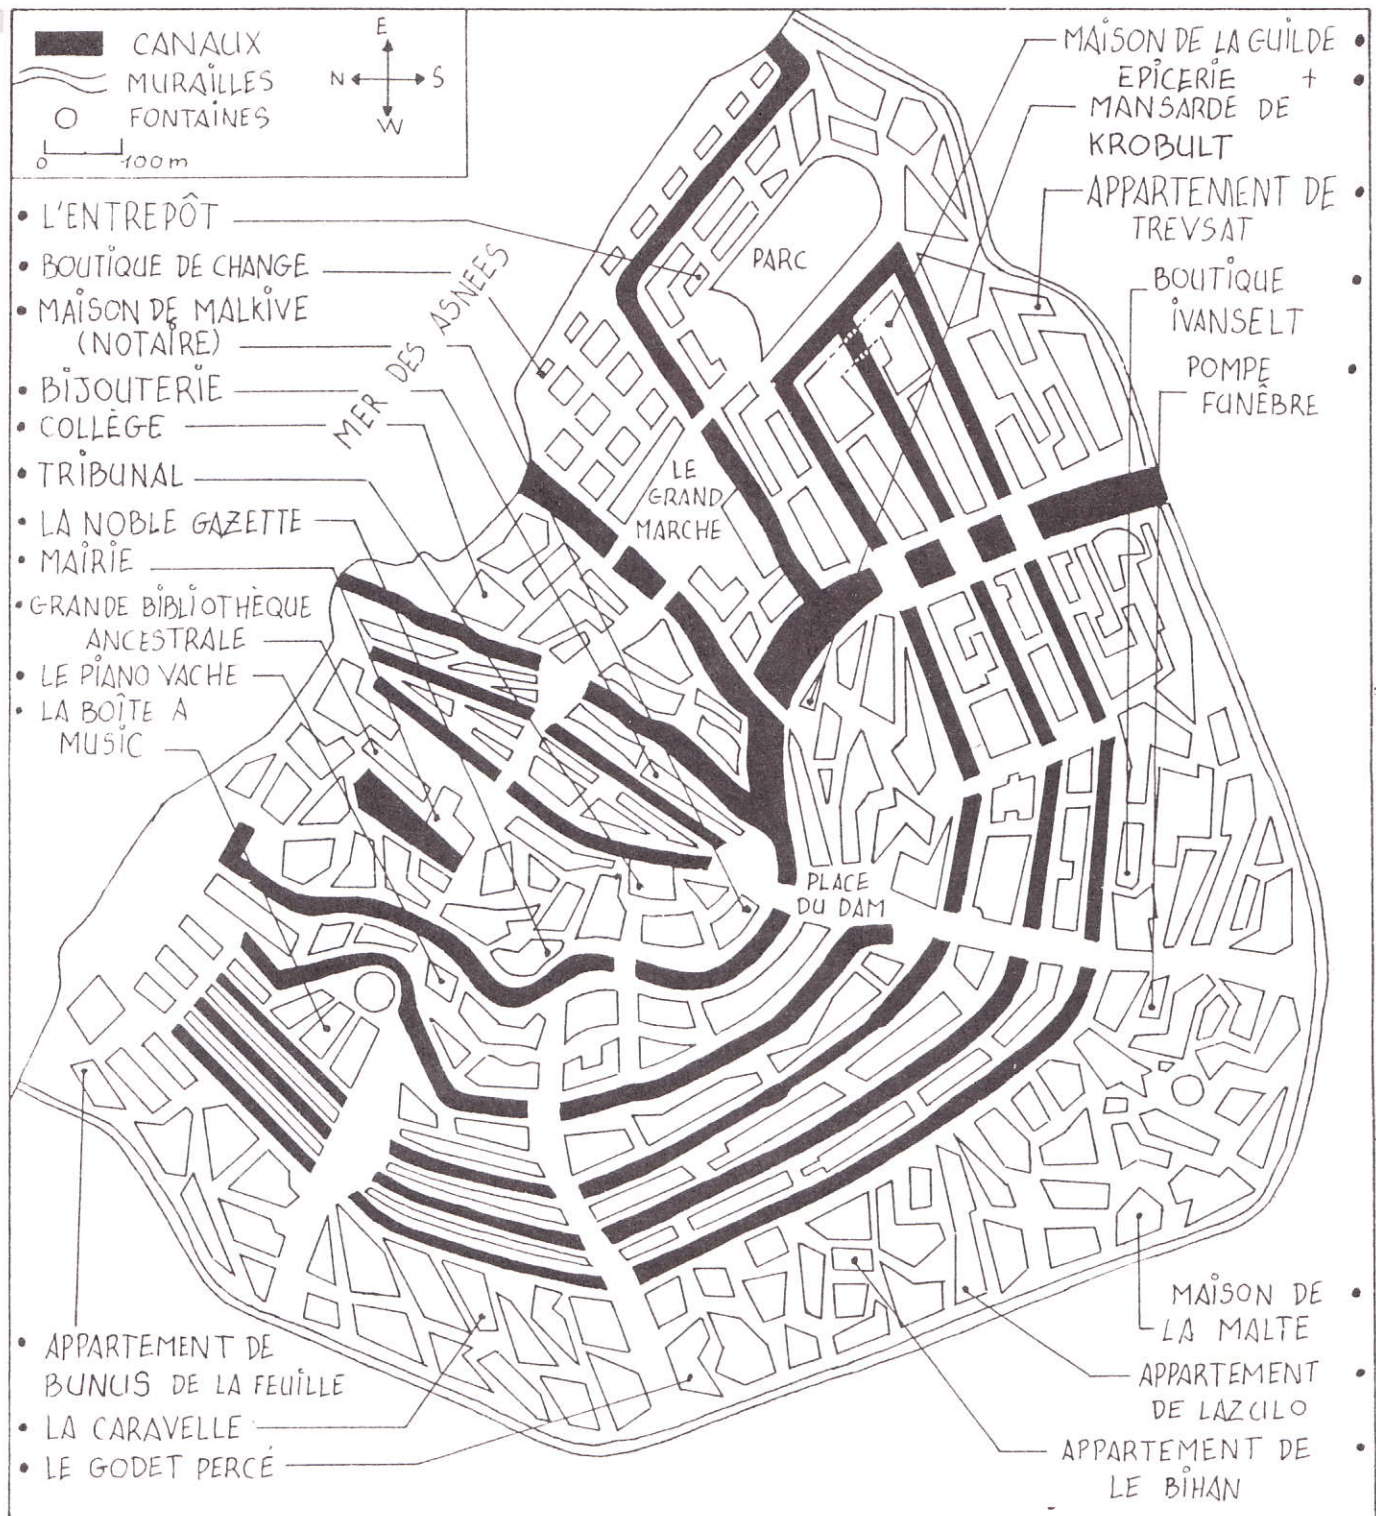 CANAUX
MURAILLES
FONTAINES
0 100m
E
N S
W
• L'ENTREPÔT
• BOUTIQUE DE CHANGE
• MAISON DE MALKIVE
(NOTAIRE)
• BIJOUTERIE
• COLLÈGE
• TRIBUNAL
• LA NOBLE GAZETTE
• MAIRIE
• GRANDE BIBLIOTHÈQUE
ANCESTRALE
• LE PIANO VACHE
• LA BOÎTE A
MUSIC
MER DES ASNEES
PARC
LE
GRAND
MARCHE
PLACE
DU DAM
MAISON DE LA GUILDE •
EPICERIE + •
MANSARDE DE
KROBULT
APPARTEMENT DE •
TREVSAT
BOUTIQUE •
IVANSELT
POMPE •
FUNÊBRE
• APPARTEMENT DE
BUNUS DE LA FEUILLE
• LA CARAVELLE
• LE GODET PERCÉ
MAISON DE •
LA MALTE
APPARTEMENT •
DE LAZULO
APPARTEMENT DE •
LE BIHAN